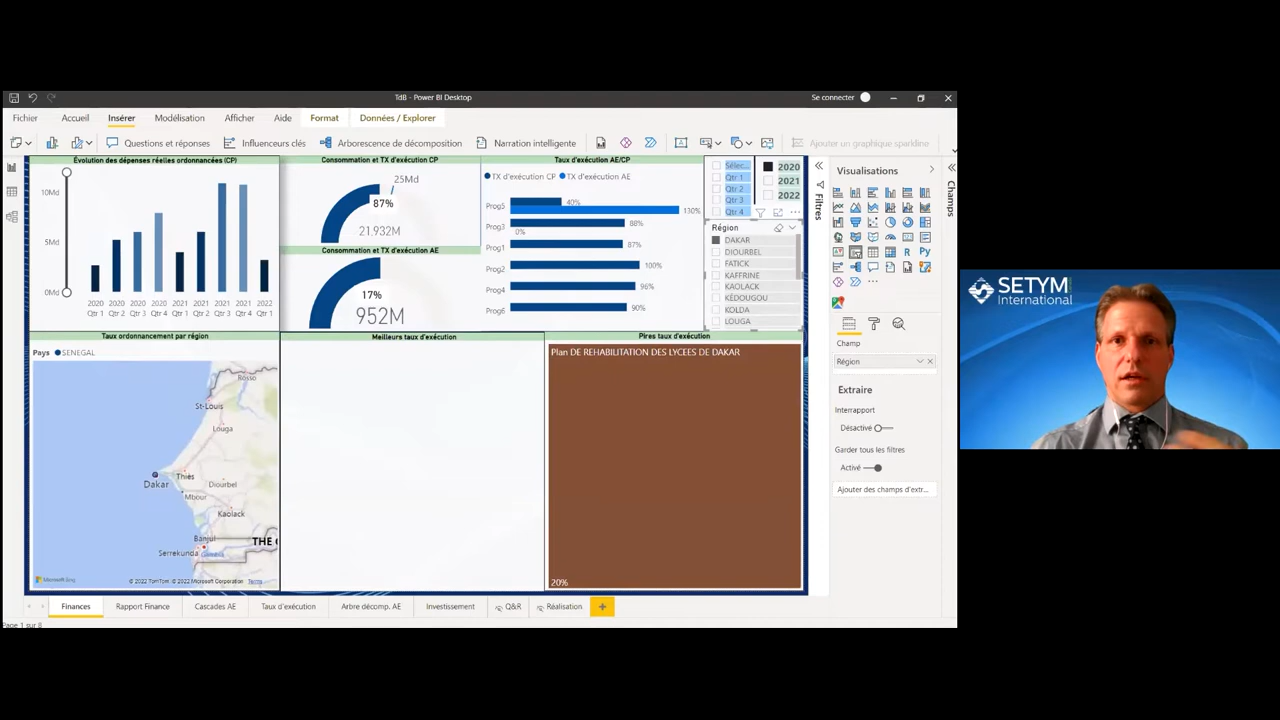 TdB - Power BI Desktop
Se connecter
Fichier Accueil Insérer Modélisation Afficher Aide Format Données / Explorer
Questions et réponses Influenceurs clés Arborescence de décomposition Narration intelligente Ajouter un graphique sparkline
Évolution des dépenses réelles ordonnancées (CP)
10Md
5Md
0Md
2020 2020 2020 2020 2021 2021 2021 2021 2022
Qtr 1 Qtr 2 Qtr 3 Qtr 4 Qtr 1 Qtr 2 Qtr 3 Qtr 4 Qtr 1
Consommation et TX d'exécution CP
25Md
87%
21,932M
Consommation et TX d'exécution AE
17%
952M
Taux d'exécution AE/CP
TX d'exécution CP TX d'exécution AE
Prog5 40%
130%
Prog3 88%
0%
Prog1 87%
Prog2 100%
Prog4 96%
Prog6 90%
Sélec...
Qtr 1
Qtr 2
Qtr 3
Qtr 4
2020
2021
2022
Région
DAKAR
DIOURBEL
FATICK
KAFFRINE
KAOLACK
KÉDOUGOU
KOLDA
LOUGA
Taux ordonnancement par région
Pays SENEGAL
Rosso
St-Louis
Louga
Dakar
Thiès
Diourbel
Mbour
Kaolack
Banjul
THE
Serrekunda
Microsoft Bing
© 2022 TomTom © 2022 Microsoft Corporation Terms
Meilleurs taux d'exécution
Pires taux d'exécution
Plan DE REHABILITATION DES LYCEES DE DAKAR
20%
Filtres
Visualisations
Champs
R Py
Champ
Région
Extraire
Interrapport
Désactivé
Garder tous les filtres
Activé
Ajouter des champs d'extr...
Finances Rapport Finance Cascades AE Taux d'exécution Arbre décomp. AE Investissement Q&R Réalisation
Page 1 sur 8
SETYM
International